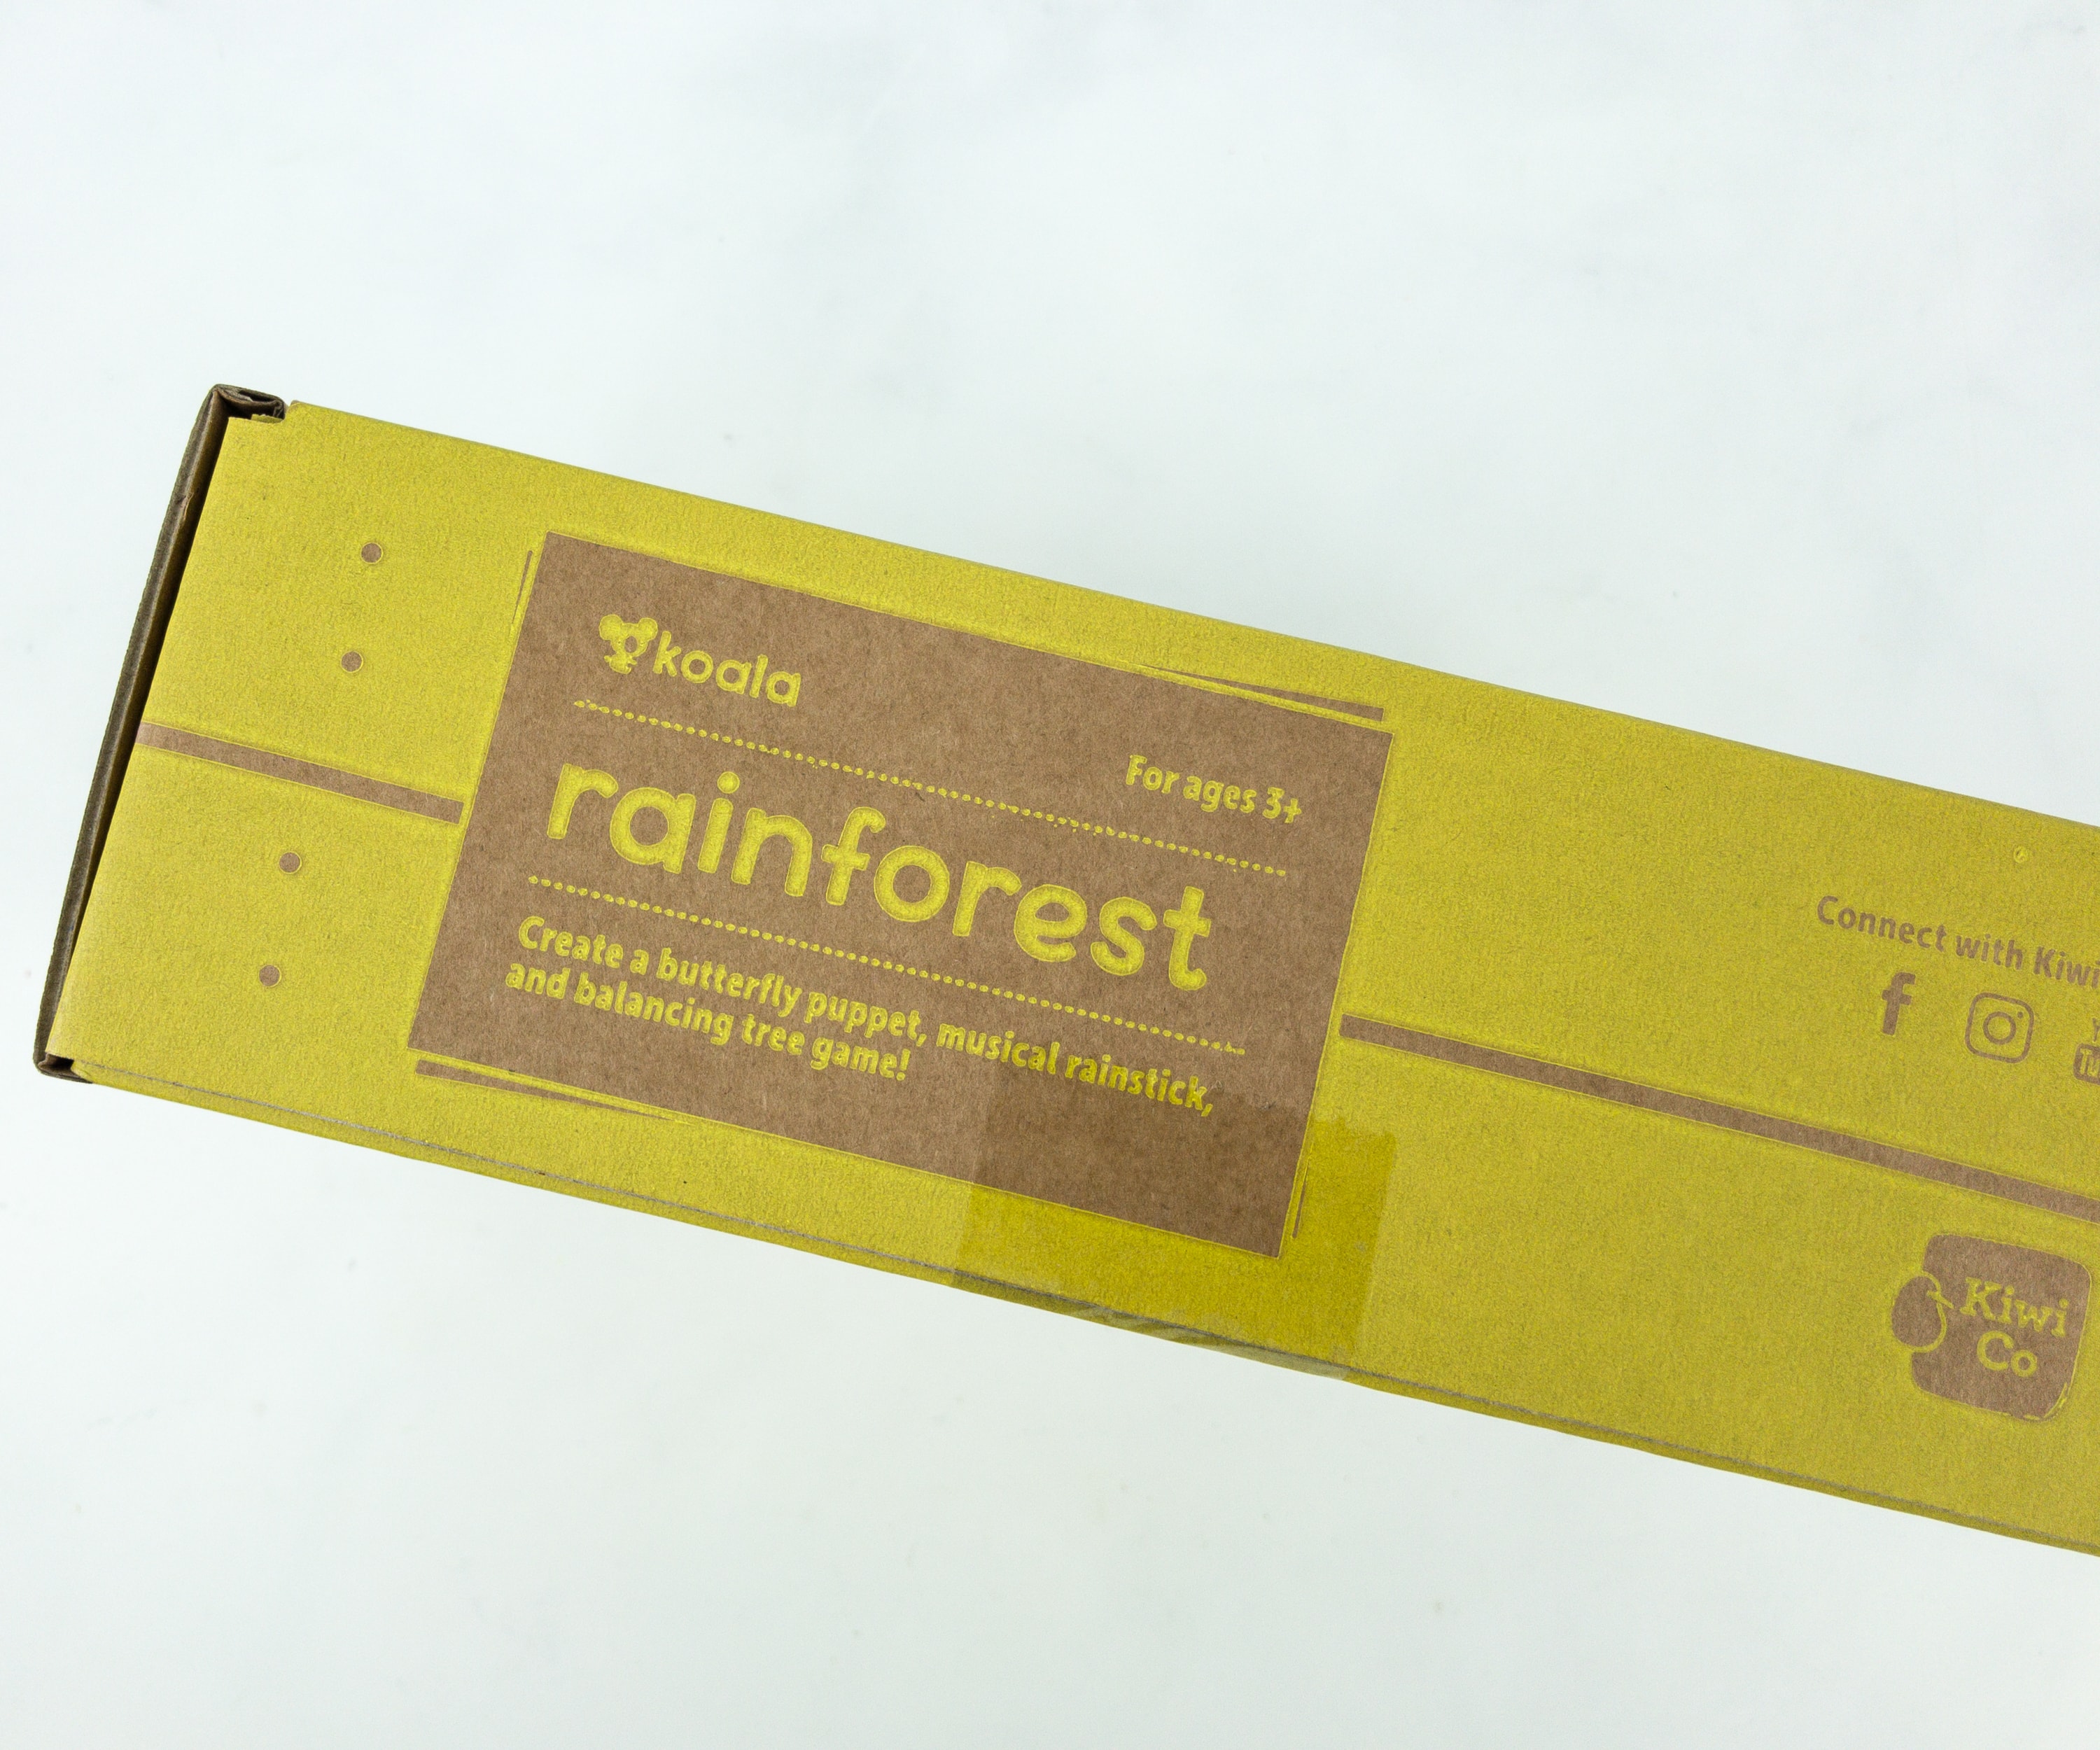 koala
For ages 3+
rainforest
Create a butterfly puppet, musical rainstick,
and balancing tree game!
Connect with Kiwi
f
Kiwi
Co